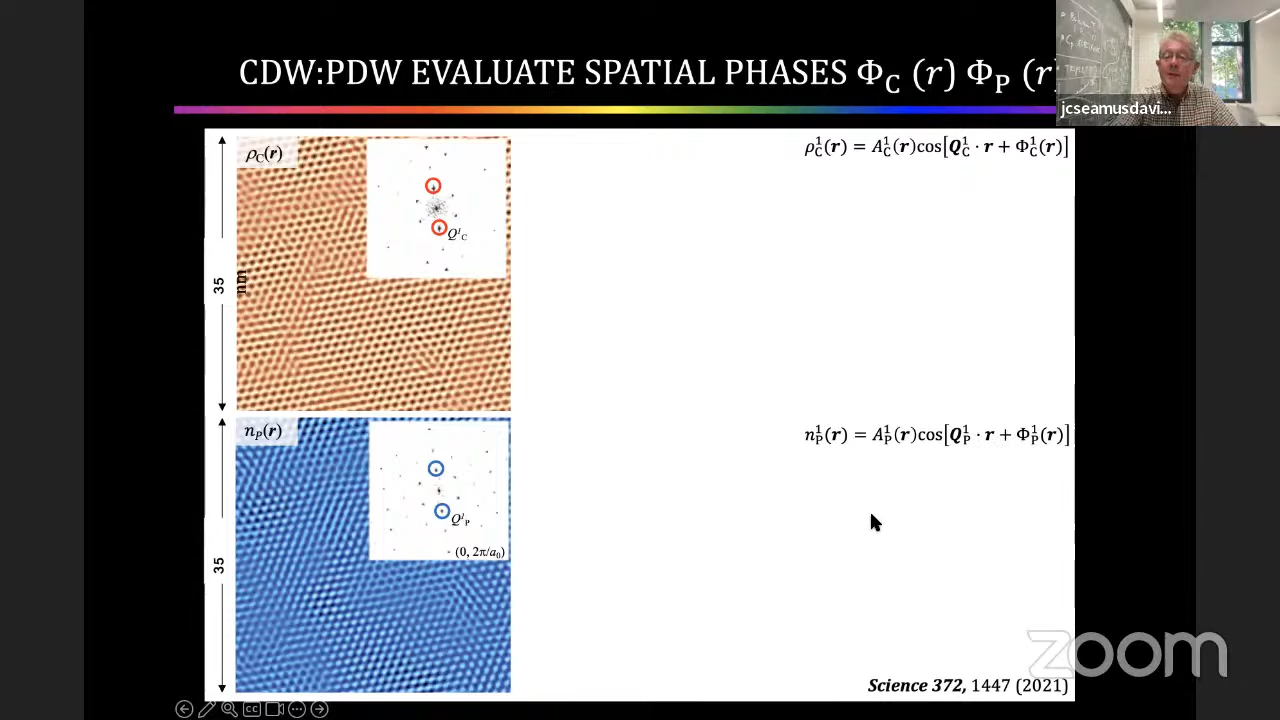 CDW:PDW EVALUATE SPATIAL PHASES Φ_C (r) Φ_P (r
jcseamusdavi...
ρ_C(r)
Q^1_C
35
nm
ρ^1_C(r) = A^1_C(r)cos[Q^1_C · r + Φ^1_C(r)]
n_P(r)
Q^1_P
(0, 2π/a_0)
35
n^1_P(r) = A^1_P(r)cos[Q^1_P · r + Φ^1_P(r)]
zoom
Science 372, 1447 (2021)
CC